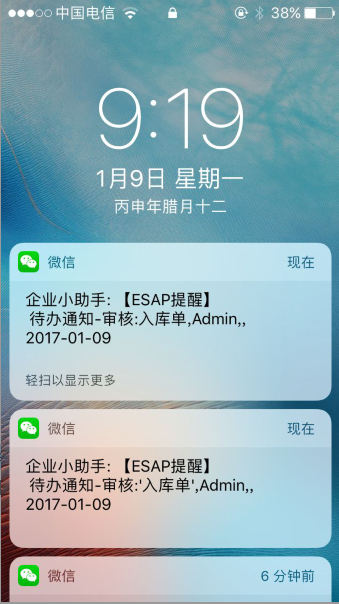 中国电信 38%
9:19
1月9日 星期一
丙申年腊月十二
微信 现在
企业小助手: 【ESAP提醒】
待办通知-审核:入库单,Admin,,
2017-01-09
轻扫以显示更多
微信 现在
企业小助手: 【ESAP提醒】
待办通知-审核:'入库单',Admin,,
2017-01-09
微信 6 分钟前